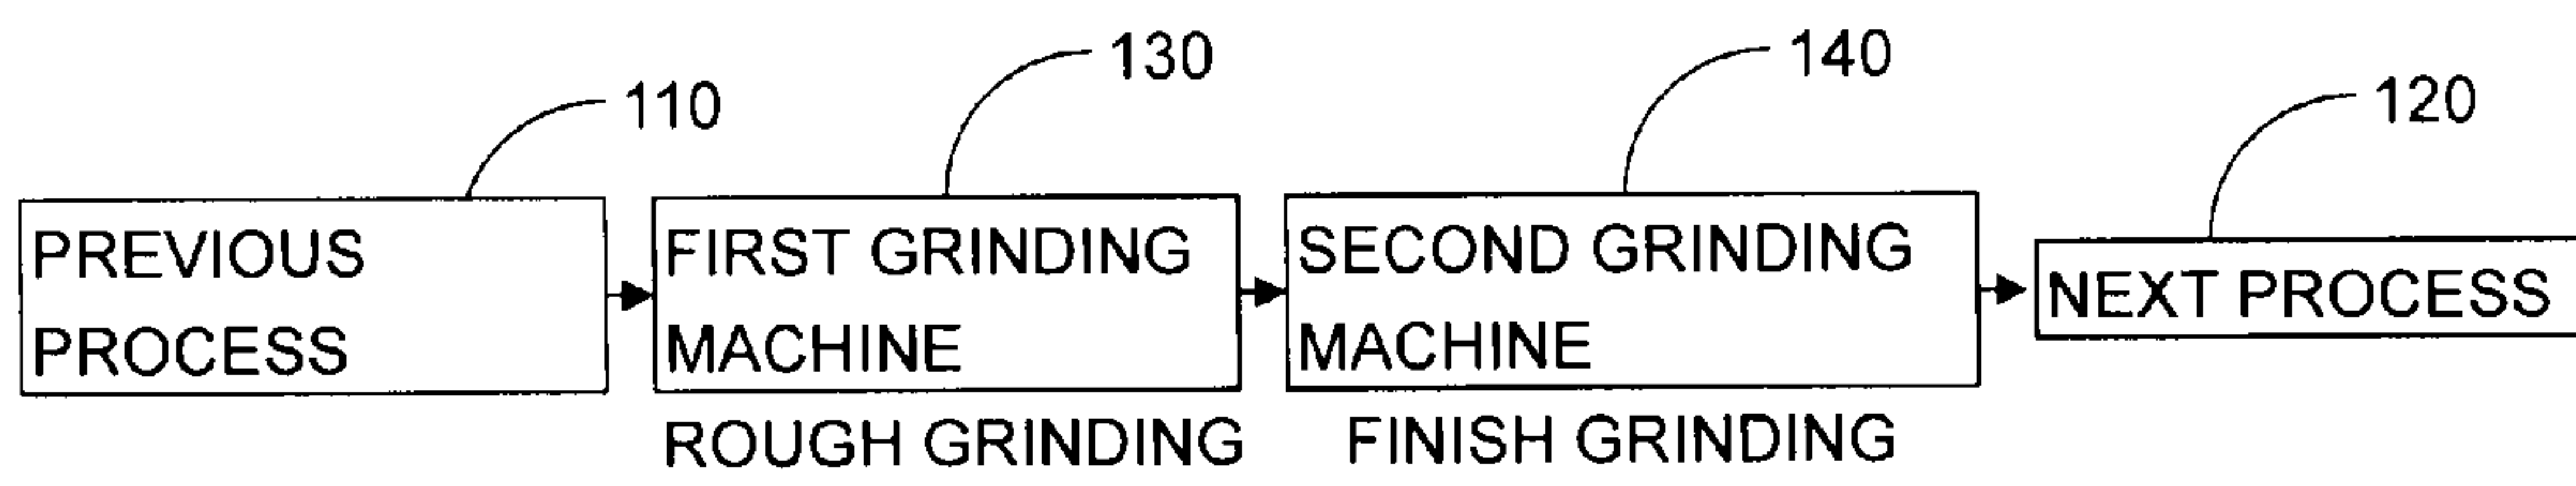 110
130
140
120
PREVIOUS
PROCESS
FIRST GRINDING
MACHINE
SECOND GRINDING
MACHINE
NEXT PROCESS
ROUGH GRINDING
FINISH GRINDING